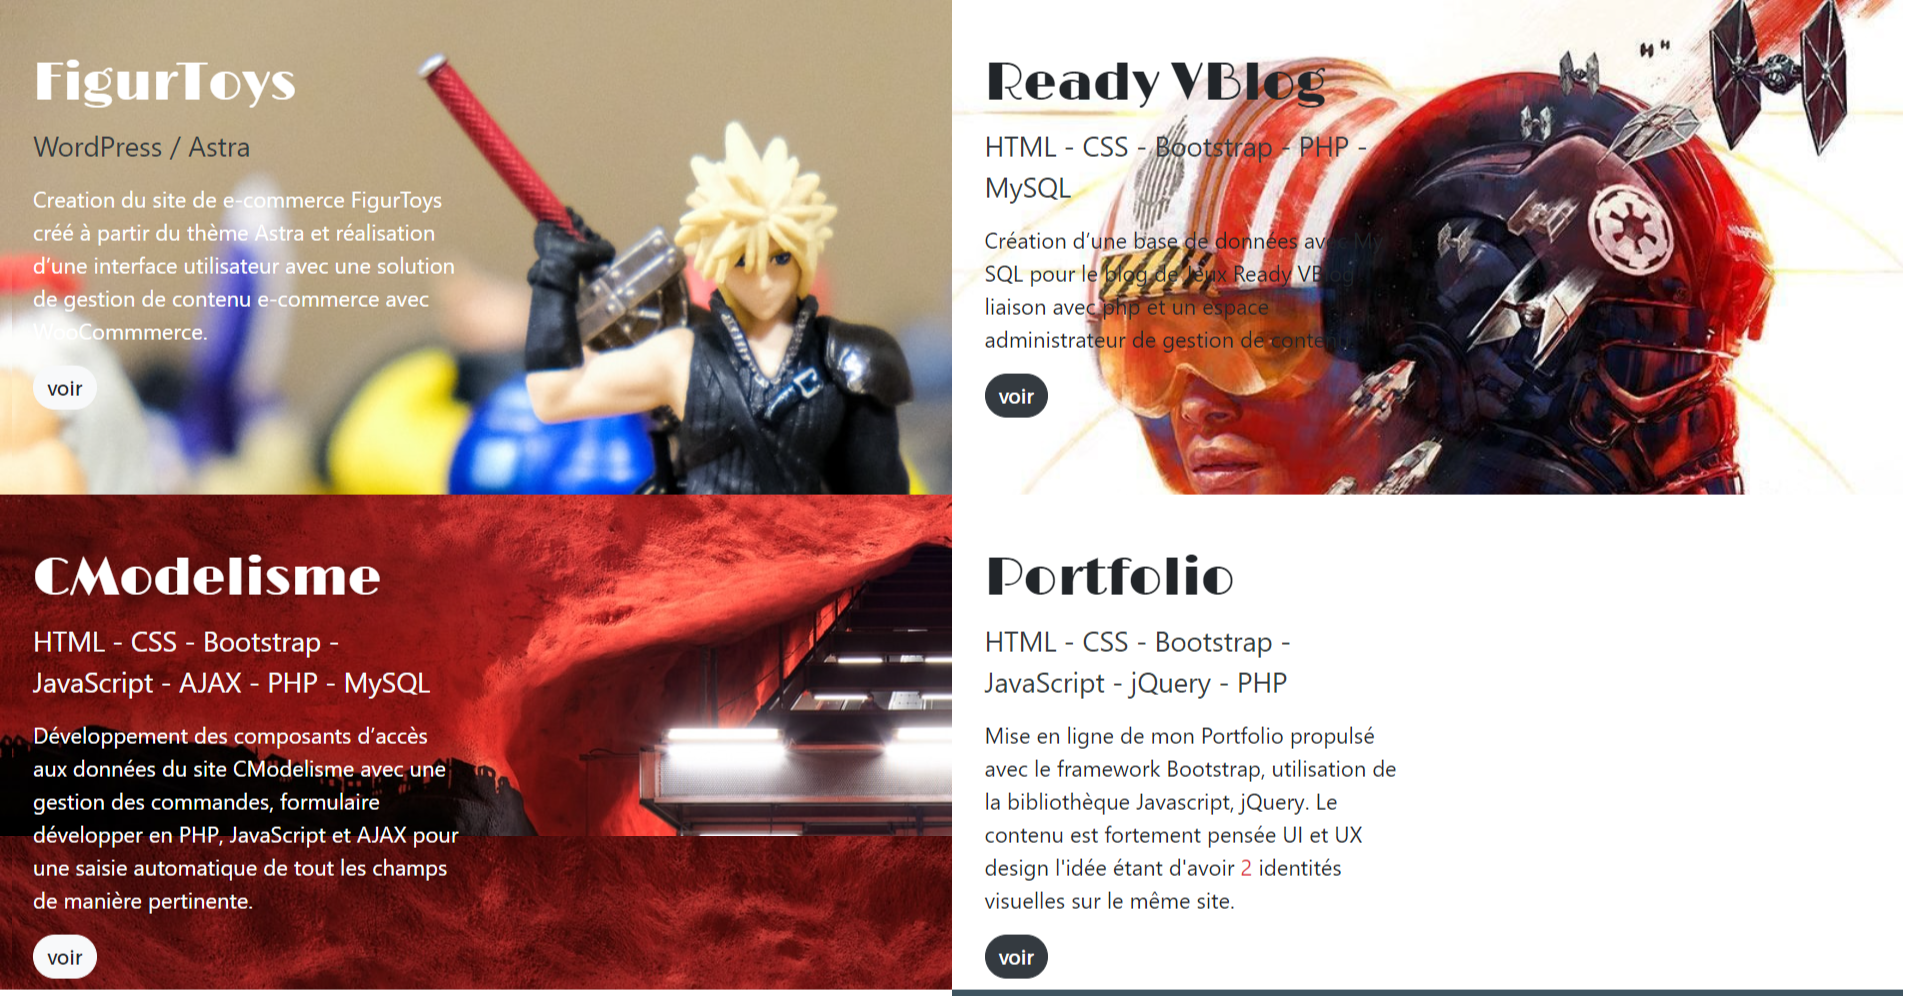 FigurToys
WordPress / Astra
Creation du site de e-commerce FigurToys
créé à partir du thème Astra et réalisation
d’une interface utilisateur avec une solution
de gestion de contenu e-commerce avec
WooCommmerce.
voir
Ready VBlog
HTML - CSS - Bootstrap - PHP -
MySQL
Création d’une base de données avec My
SQL pour le blog de Jeux Ready VBlog
liaison avec php et un espace
administrateur de gestion de contenu
voir
CModelisme
HTML - CSS - Bootstrap -
JavaScript - AJAX - PHP - MySQL
Développement des composants d’accès
aux données du site CModelisme avec une
gestion des commandes, formulaire
développer en PHP, JavaScript et AJAX pour
une saisie automatique de tout les champs
de manière pertinente.
voir
Portfolio
HTML - CSS - Bootstrap -
JavaScript - jQuery - PHP
Mise en ligne de mon Portfolio propulsé
avec le framework Bootstrap, utilisation de
la bibliothèque Javascript, jQuery. Le
contenu est fortement pensée UI et UX
design l'idée étant d'avoir 2 identités
visuelles sur le même site.
voir